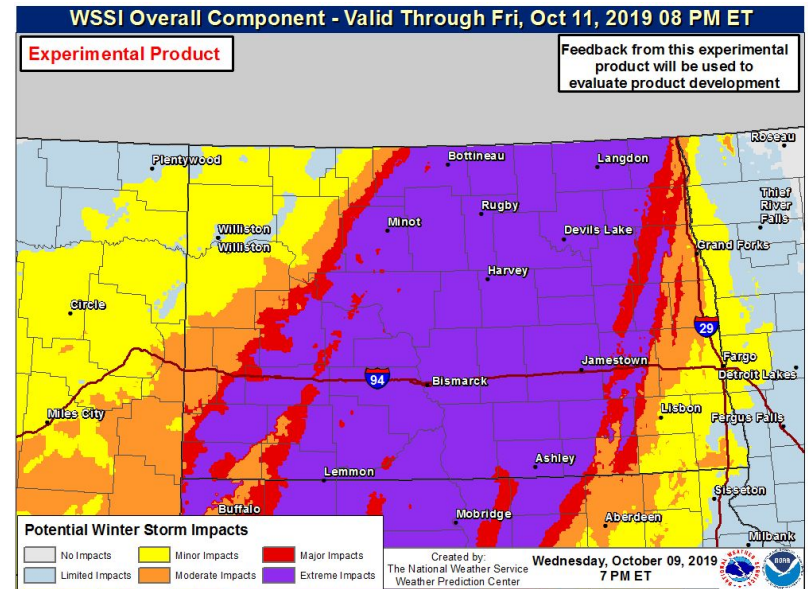 WSSI Overall Component - Valid Through Fri, Oct 11, 2019 08 PM ET
Experimental Product
Feedback from this experimental
product will be used to
evaluate product development
Roseau
Plentywood
Bottineau
Langdon
Thief
River
Falls
Rugby
Williston
Minot
Devils Lake
Williston
Grand Forks
Harvey
Circle
29
Jamestown
Fargo
94
Bismarck
Detroit Lakes
Miles City
Lisbon
Fergus Falls
Ashley
Lemmon
Sisseton
Buffalo
Mobridge
Aberdeen
Milbank
Potential Winter Storm Impacts
No Impacts
Minor Impacts
Major Impacts
Limited Impacts
Moderate Impacts
Extreme Impacts
Created by:
The National Weather Service
Weather Prediction Center
Wednesday, October 09, 2019
7 PM ET
NOAA